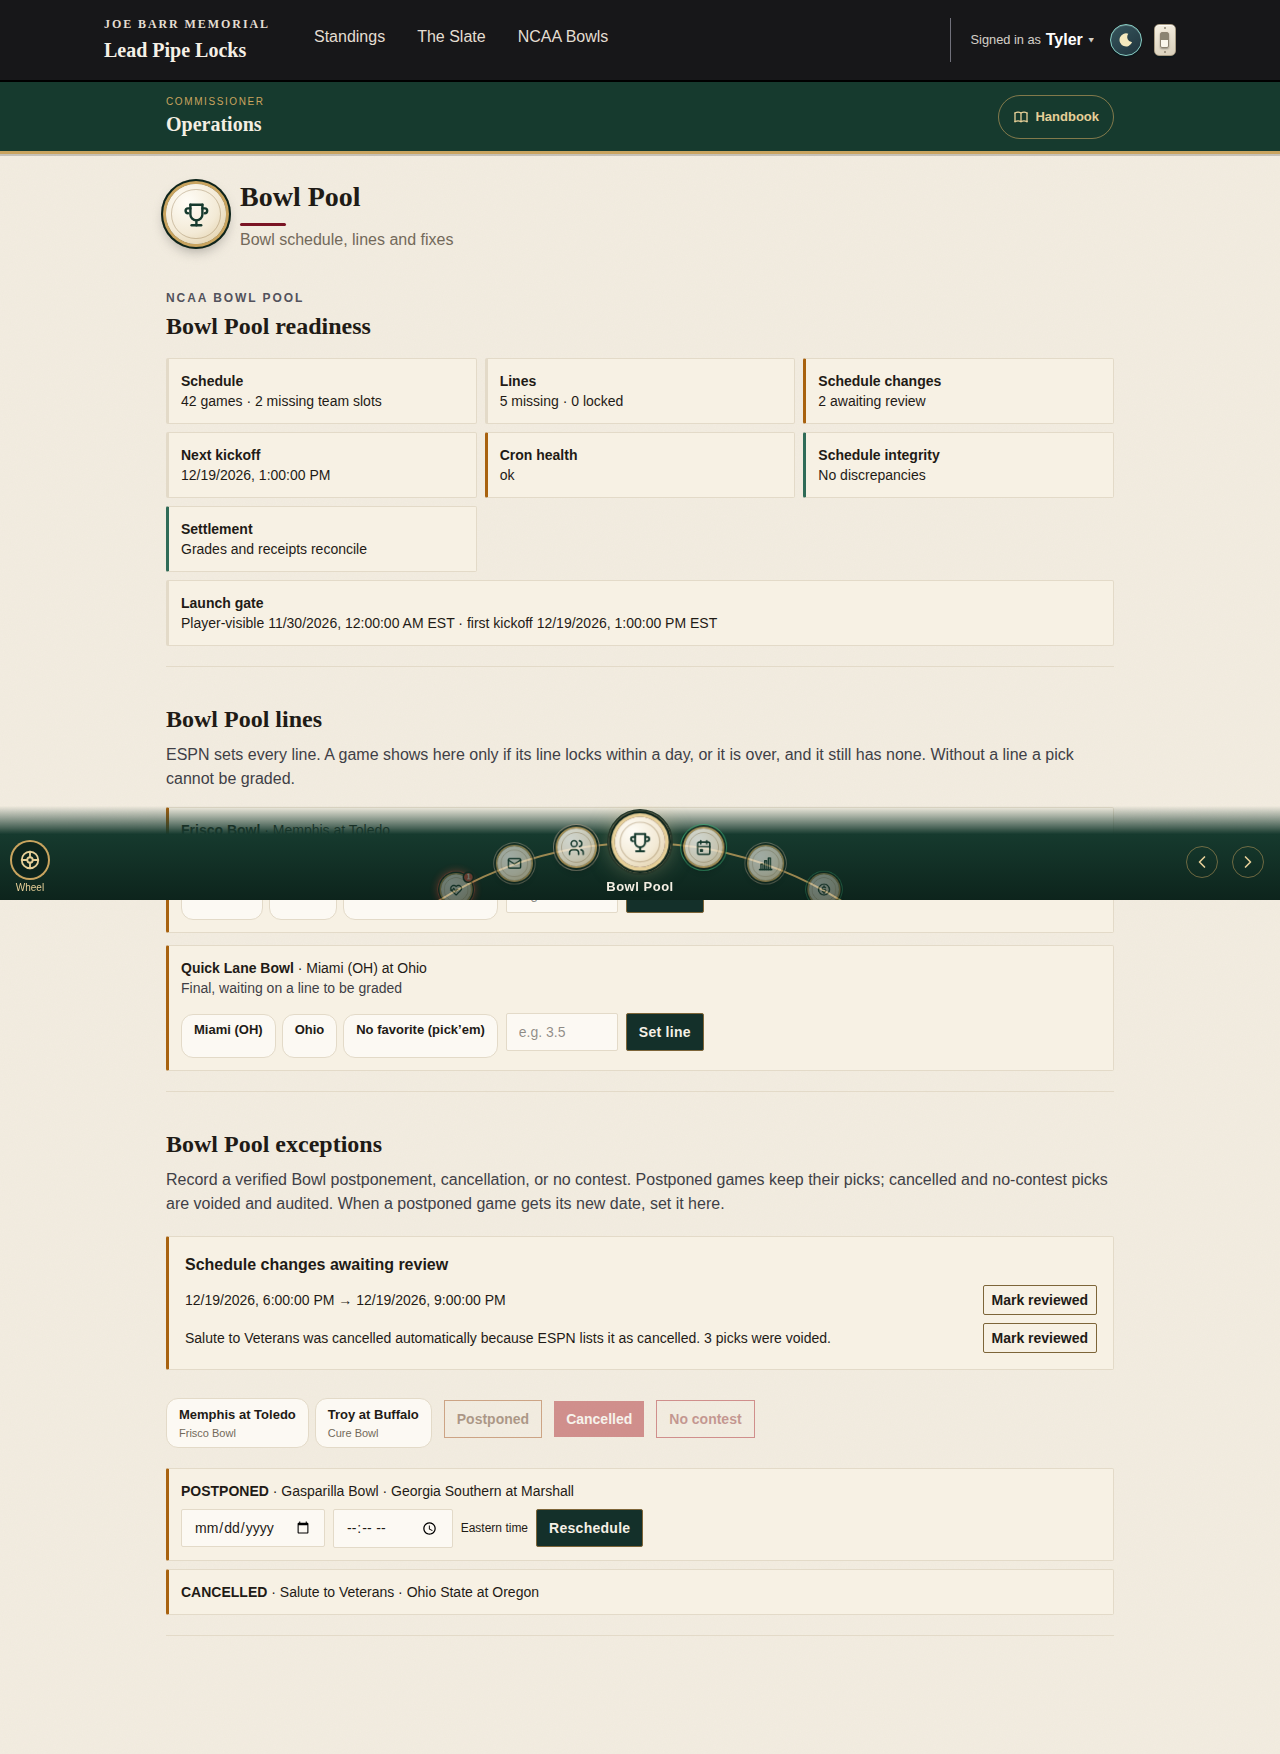 JOE BARR MEMORIAL
Lead Pipe Locks
Standings
The Slate
NCAA Bowls
Signed in as Tyler
COMMISSIONER
Operations
Handbook
Bowl Pool
Bowl schedule, lines and fixes
NCAA BOWL POOL
Bowl Pool readiness
Schedule
42 games · 2 missing team slots
Lines
5 missing · 0 locked
Schedule changes
2 awaiting review
Next kickoff
12/19/2026, 1:00:00 PM
Cron health
ok
Schedule integrity
No discrepancies
Settlement
Grades and receipts reconcile
Launch gate
Player-visible 11/30/2026, 12:00:00 AM EST · first kickoff 12/19/2026, 1:00:00 PM EST
Bowl Pool lines
ESPN sets every line. A game shows here only if its line locks within a day, or it is over, and it still has none. Without a line a pick
cannot be graded.
Frisco Bowl · Memphis at Toledo
Wheel
Bowl Pool
Quick Lane Bowl · Miami (OH) at Ohio
Final, waiting on a line to be graded
Miami (OH)
Ohio
No favorite (pick’em)
e.g. 3.5
Set line
Bowl Pool exceptions
Record a verified Bowl postponement, cancellation, or no contest. Postponed games keep their picks; cancelled and no-contest picks
are voided and audited. When a postponed game gets its new date, set it here.
Schedule changes awaiting review
12/19/2026, 6:00:00 PM → 12/19/2026, 9:00:00 PM
Mark reviewed
Salute to Veterans was cancelled automatically because ESPN lists it as cancelled. 3 picks were voided.
Mark reviewed
Memphis at Toledo
Frisco Bowl
Troy at Buffalo
Cure Bowl
Postponed
Cancelled
No contest
POSTPONED · Gasparilla Bowl · Georgia Southern at Marshall
mm/dd/yyyy
--:-- --
Eastern time
Reschedule
CANCELLED · Salute to Veterans · Ohio State at Oregon